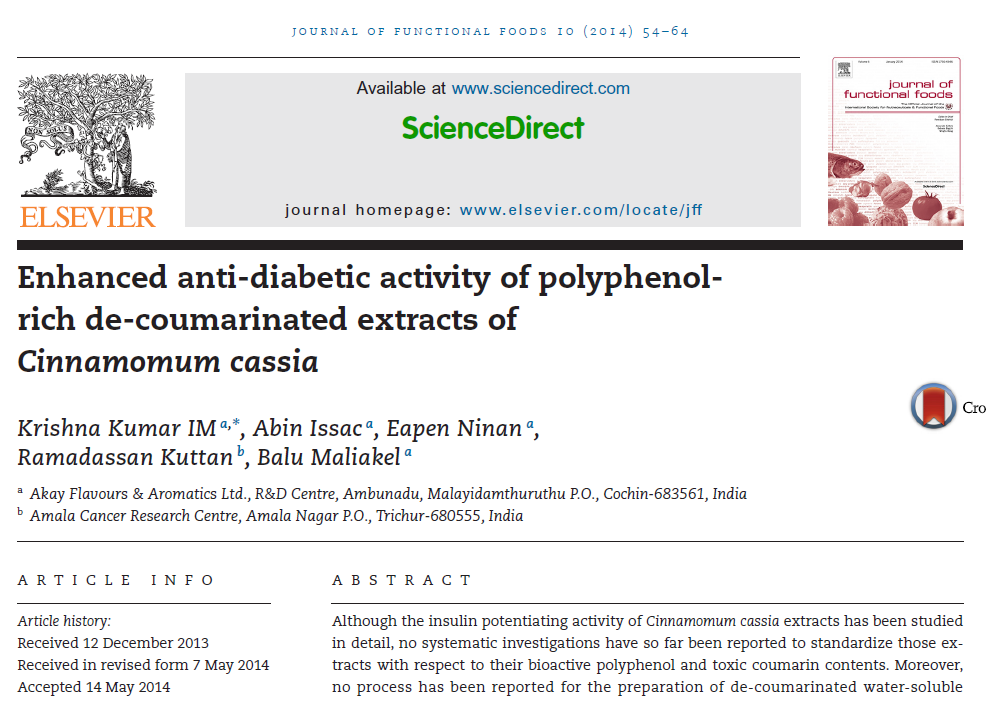 JOURNAL OF FUNCTIONAL FOODS 10 (2014) 54–64
Available at www.sciencedirect.com
ScienceDirect
journal homepage: www.elsevier.com/locate/jff
NON SOLUS
ELSEVIER
journal of
functional foods
Enhanced anti-diabetic activity of polyphenol-
rich de-coumarinated extracts of
Cinnamomum cassia
Krishna Kumar IM a,*, Abin Issac a, Eapen Ninan a,
Ramadassan Kuttan b, Balu Maliakel a
Cro
a Akay Flavours & Aromatics Ltd., R&D Centre, Ambunadu, Malayidamthuruthu P.O., Cochin-683561, India
b Amala Cancer Research Centre, Amala Nagar P.O., Trichur-680555, India
ARTICLE INFO
Article history:
Received 12 December 2013
Received in revised form 7 May 2014
Accepted 14 May 2014
ABSTRACT
Although the insulin potentiating activity of Cinnamomum cassia extracts has been studied
in detail, no systematic investigations have so far been reported to standardize those ex-
tracts with respect to their bioactive polyphenol and toxic coumarin contents. Moreover,
no process has been reported for the preparation of de-coumarinated water-soluble